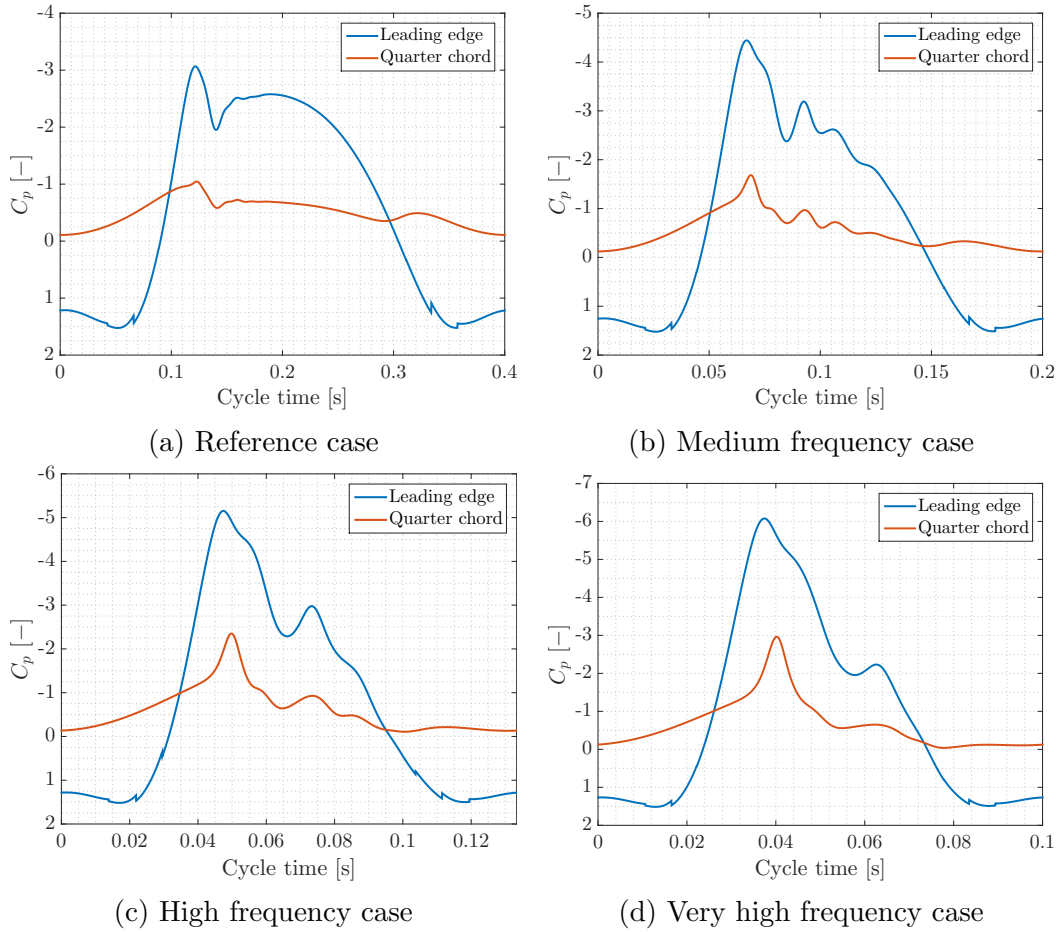 -4
-3
-2
-1
0
1
2
C_p [−]
Leading edge
Quarter chord
0 0.1 0.2 0.3 0.4
Cycle time [s]
(a) Reference case
-5
-4
-3
-2
-1
0
1
2
C_p [−]
Leading edge
Quarter chord
0 0.05 0.1 0.15 0.2
Cycle time [s]
(b) Medium frequency case
-6
-5
-4
-3
-2
-1
0
1
2
C_p [−]
Leading edge
Quarter chord
0 0.02 0.04 0.06 0.08 0.1 0.12
Cycle time [s]
(c) High frequency case
-7
-6
-5
-4
-3
-2
-1
0
1
2
C_p [−]
Leading edge
Quarter chord
0 0.02 0.04 0.06 0.08 0.1
Cycle time [s]
(d) Very high frequency case